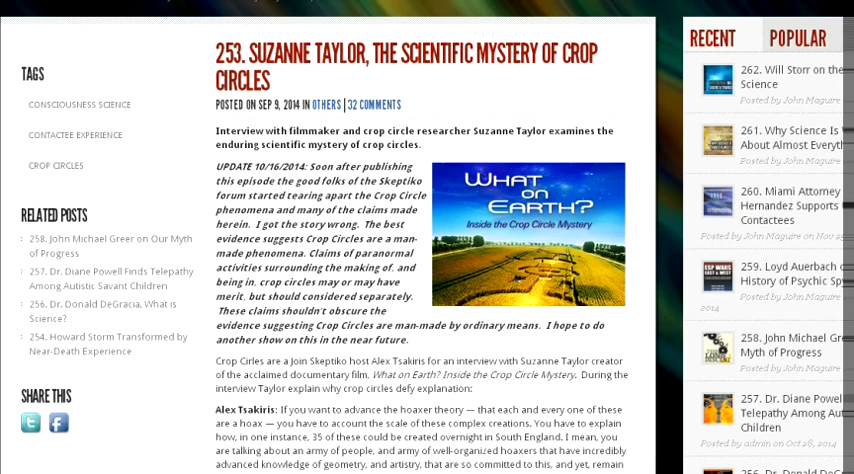 TAGS
CONSCIOUSNESS SCIENCE
CONTACTEE EXPERIENCE
CROP CIRCLES
RELATED POSTS
258. John Michael Greer on Our Myth
of Progress
257. Dr. Diane Powell Finds Telepathy
Among Autistic Savant Children
256. Dr. Donald DeGracia, What is
Science?
254. Howard Storm Transformed by
Near-Death Experience
SHARE THIS
253. SUZANNE TAYLOR, THE SCIENTIFIC MYSTERY OF CROP
CIRCLES
POSTED ON SEP 9, 2014 IN OTHERS | 32 COMMENTS
Interview with filmmaker and crop circle researcher Suzanne Taylor examines the
enduring scientific mystery of crop circles.
UPDATE 10/16/2014: Soon after publishing
this episode the good folks of the Skeptiko
forum started tearing apart the Crop Circle
phenomena and many of the claims made
herein. I got the story wrong. The best
evidence suggests Crop Circles are a man-
made phenomena. Claims of paranormal
activities surrounding the making of, and
being in, crop circles may or may have
merit, but should considered separately.
These claims shouldn't obscure the
evidence suggesting Crop Circles are man-made by ordinary means. I hope to do
another show on this in the near future.
WHAT
ON
EARTH?
Inside the Crop Circle Mystery
Crop Cirles are a Join Skeptiko host Alex Tsakiris for an interview with Suzanne Taylor creator
of the acclaimed documentary film, What on Earth? Inside the Crop Circle Mystery. During the
interview Taylor explain why crop circles defy explanation:
Alex Tsakiris: If you want to advance the hoaxer theory — that each and every one of these
are a hoax — you have to account the scale of these complex creations. You have to explain
how, in one instance, 35 of these could be created overnight in South England. I mean, you
are talking about an army of people, and army of well-organized hoaxers that have incredibly
advanced knowledge of geometry, and artistry, that are so committed to this, and yet, remain
RECENT
POPULAR
262. Will Storr on the
Science
Posted by John Maguire
261. Why Science Is
About Almost Everyth
Posted by John Maguire
260. Miami Attorney
Hernandez Supports
Contactees
Posted by John Maguire on Nov
259. Loyd Auerbach
History of Psychic Sp
Posted by John Maguire
2014
258. John Michael Gr
Myth of Progress
Posted by John Maguire
257. Dr. Diane Powel
Telepathy Among Aut
Children
Posted by admin on Oct 28, 2014
256. Dr. Donald DeG